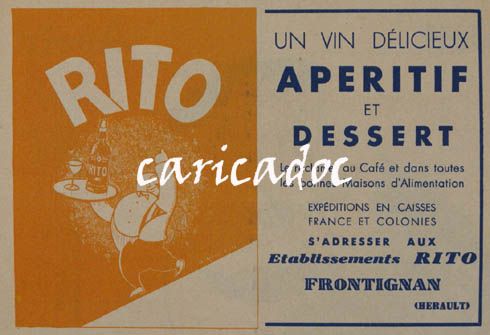 RITO
RITO
UN VIN DÉLICIEUX
APERITIF
ET
DESSERT
caricadoc
au Café et dans toutes
les bonnes Maisons d'Alimentation
EXPÉDITIONS EN CAISSES
FRANCE ET COLONIES
S'ADRESSER AUX
Etablissements RITO
FRONTIGNAN
(HERAULT)